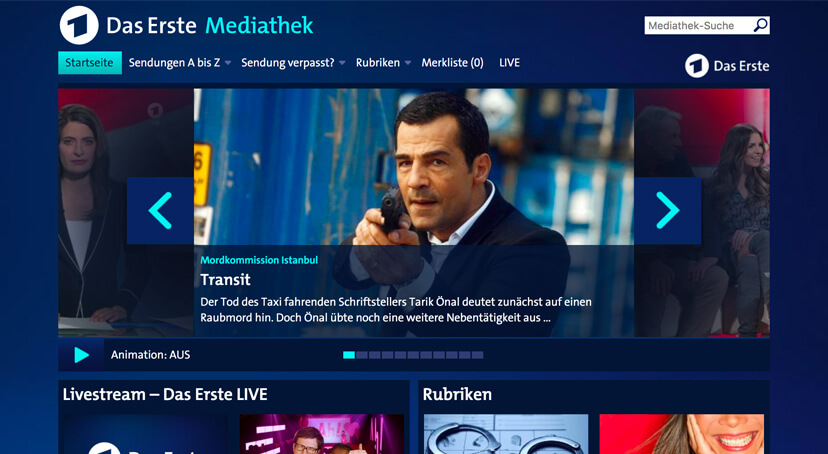 Das Erste Mediathek
Mediathek-Suche
Startseite Sendungen A bis Z Sendung verpasst? Rubriken Merkliste (0) LIVE
Das Erste
Mordkommission Istanbul
Transit
Der Tod des Taxi fahrenden Schriftstellers Tarik Önal deutet zunächst auf einen
Raubmord hin. Doch Önal übte noch eine weitere Nebentätigkeit aus ...
Animation: AUS
Livestream – Das Erste LIVE
Rubriken
Das Erste